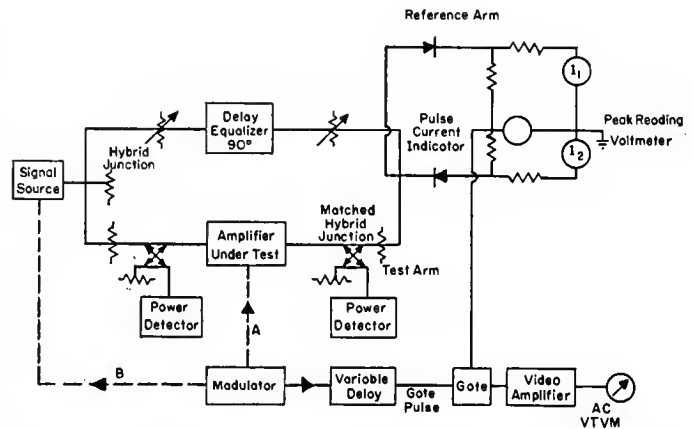 Reference Arm
I1
Delay
Equalizer
90°
Pulse
Current
Indicator
Peak Reading
Voltmeter
I2
Hybrid
Junction
Signal
Source
Matched
Hybrid
Junction
Amplifier
Under Test
Test Arm
Power
Detector
A
Power
Detector
B
Modulator
Variable
Delay
Gate
Pulse
Gate
Video
Amplifier
AC
VTVM